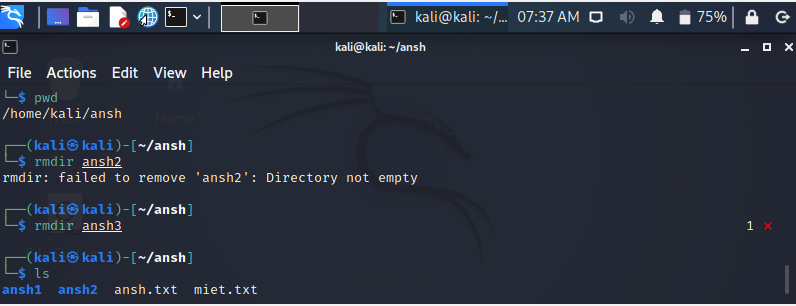 kali@kali: ~/... 07:37 AM 75%
kali@kali: ~/ansh
File Actions Edit View Help
└─$ pwd
/home/kali/ansh
┌──(kali㉿kali)-[~/ansh]
└─$ rmdir ansh2
rmdir: failed to remove 'ansh2': Directory not empty
┌──(kali㉿kali)-[~/ansh]
└─$ rmdir ansh3 1 ⨯
┌──(kali㉿kali)-[~/ansh]
└─$ ls
ansh1 ansh2 ansh.txt miet.txt